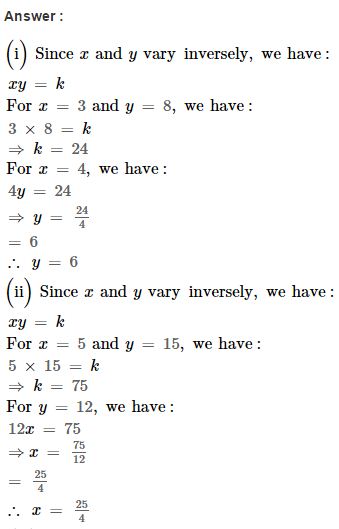 Answer :
(i) Since x and y vary inversely, we have :
xy = k
For x = 3 and y = 8, we have :
3 × 8 = k
⇒ k = 24
For x = 4, we have :
4y = 24
⇒ y = 24/4
= 6
∴ y = 6
(ii) Since x and y vary inversely, we have :
xy = k
For x = 5 and y = 15, we have :
5 × 15 = k
⇒ k = 75
For y = 12, we have :
12x = 75
⇒ x = 75/12
= 25/4
∴ x = 25/4